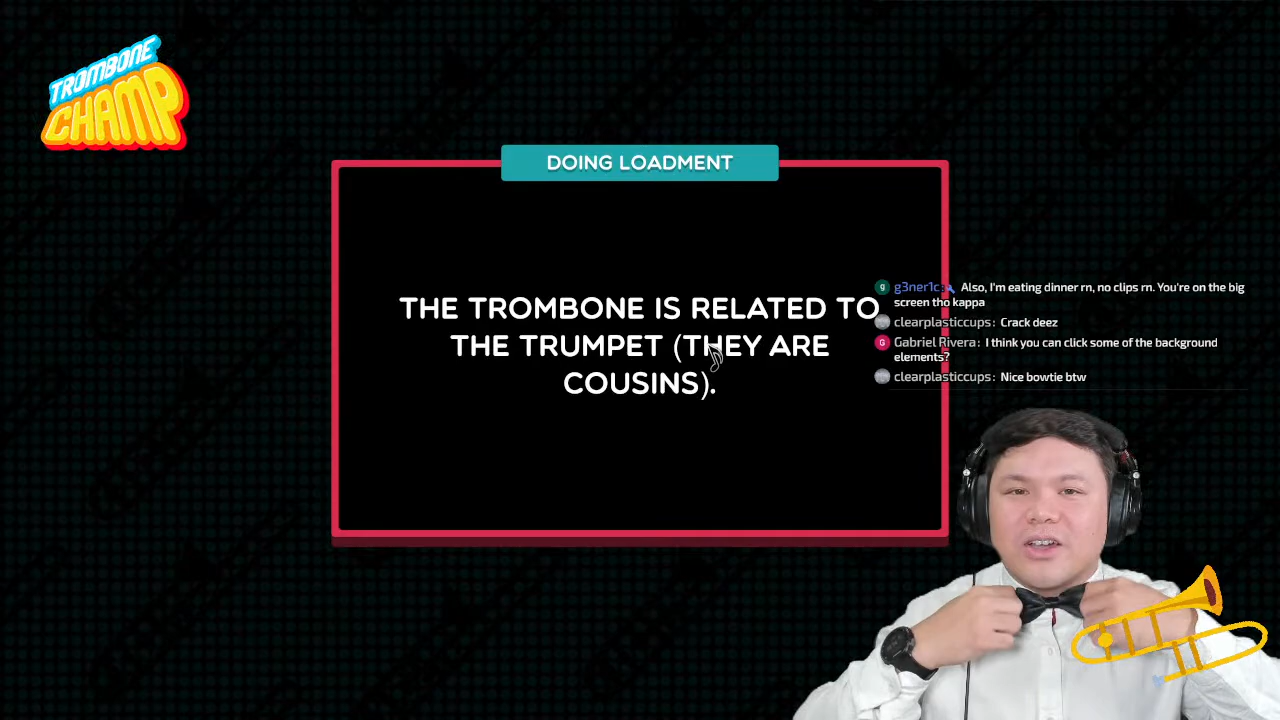 TROMBONE
CHAMP
DOING LOADMENT
THE TROMBONE IS RELATED TO
THE TRUMPET (THEY ARE
COUSINS).
g g3ner1c: Also, I'm eating dinner rn, no clips rn. You're on the big
screen tho kappa
clearplasticcups: Crack deez
G Gabriel Rivera: I think you can click some of the background
elements?
clearplasticcups: Nice bowtie btw